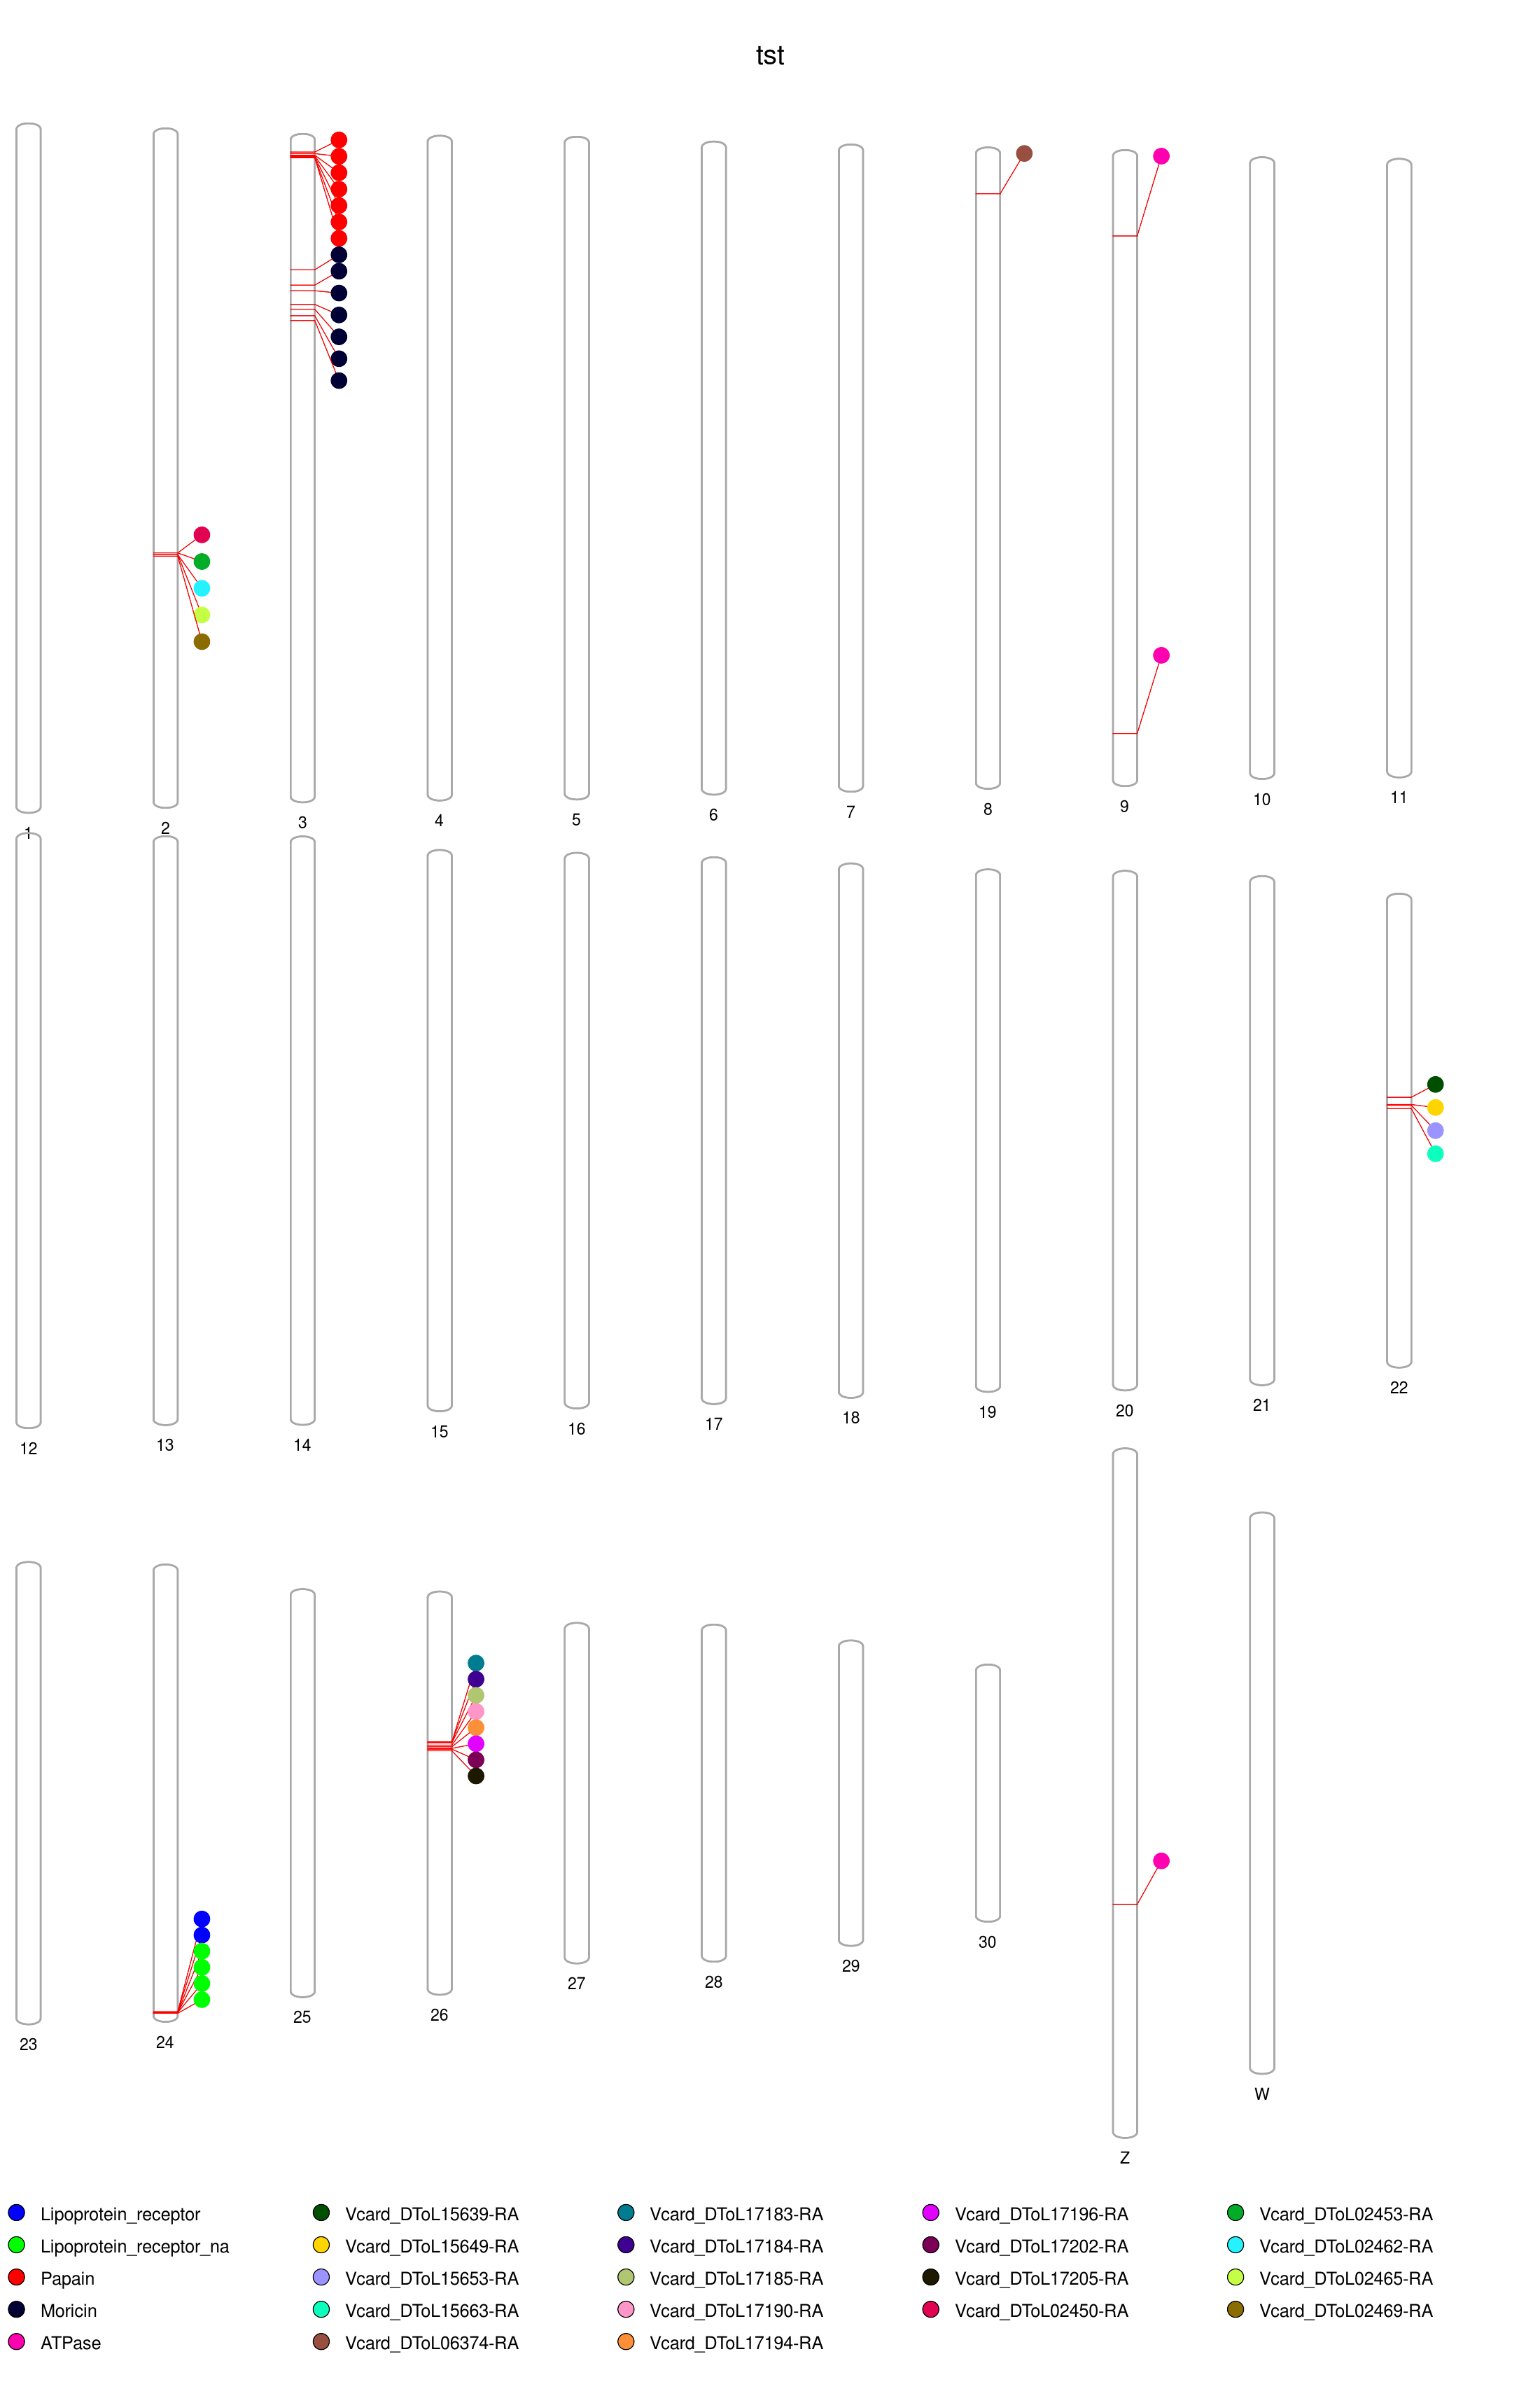 tst
1 2 3 4 5 6 7 8 9 10 11
12 13 14 15 16 17 18 19 20 21 22
23 24 25 26 27 28 29 30 Z W
Lipoprotein_receptor Vcard_DToL15639-RA Vcard_DToL17183-RA Vcard_DToL17196-RA Vcard_DToL02453-RA
Lipoprotein_receptor_na Vcard_DToL15649-RA Vcard_DToL17184-RA Vcard_DToL17202-RA Vcard_DToL02462-RA
Papain Vcard_DToL15653-RA Vcard_DToL17185-RA Vcard_DToL17205-RA Vcard_DToL02465-RA
Moricin Vcard_DToL15663-RA Vcard_DToL17190-RA Vcard_DToL02450-RA Vcard_DToL02469-RA
ATPase Vcard_DToL06374-RA Vcard_DToL17194-RA